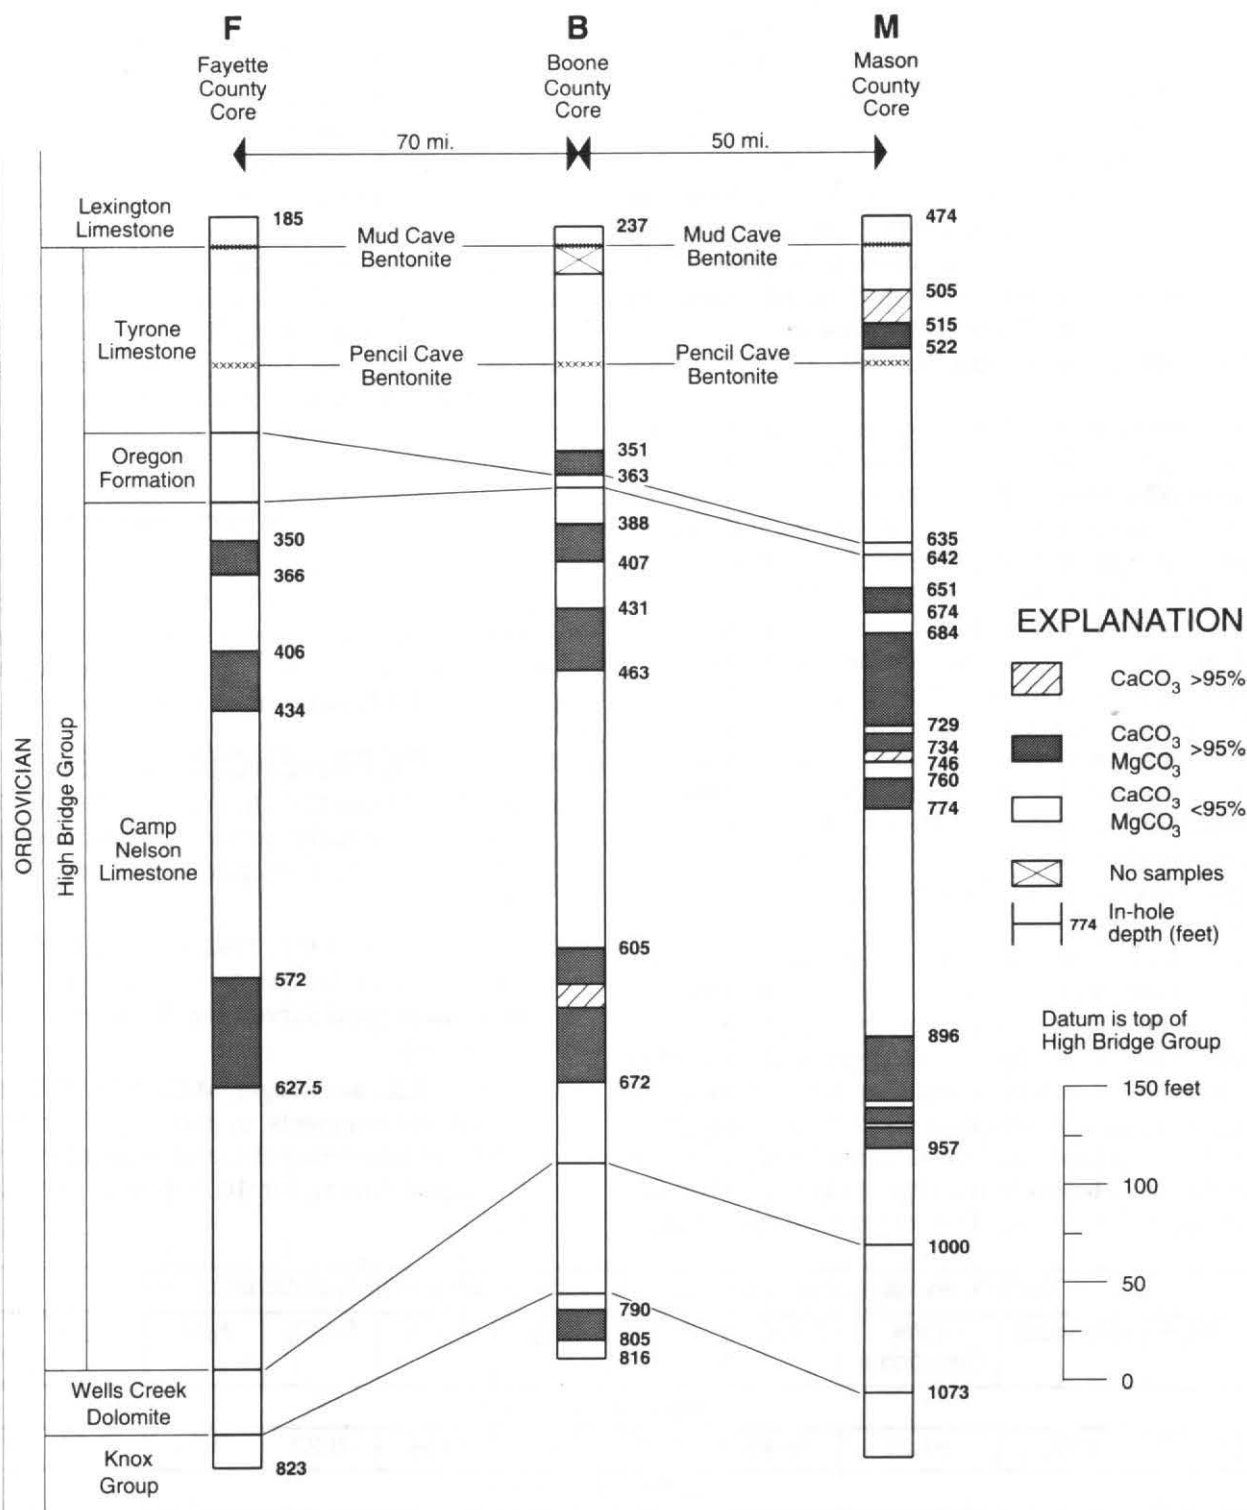 F
Fayette
County
Core
B
Boone
County
Core
M
Mason
County
Core
70 mi.
50 mi.
ORDOVICIAN
High Bridge Group
Lexington
Limestone
Tyrone
Limestone
Oregon
Formation
Camp
Nelson
Limestone
Wells Creek
Dolomite
Knox
Group
185
350
366
406
434
572
627.5
823
Mud Cave
Bentonite
Pencil Cave
Bentonite
237
351
363
388
407
431
463
605
672
790
805
816
Mud Cave
Bentonite
Pencil Cave
Bentonite
474
505
515
522
635
642
651
674
684
729
734
746
760
774
896
957
1000
1073
EXPLANATION
CaCO3 >95%
CaCO3
MgCO3 >95%
CaCO3
MgCO3 <95%
No samples
774 In-hole
depth (feet)
Datum is top of
High Bridge Group
150 feet
100
50
0